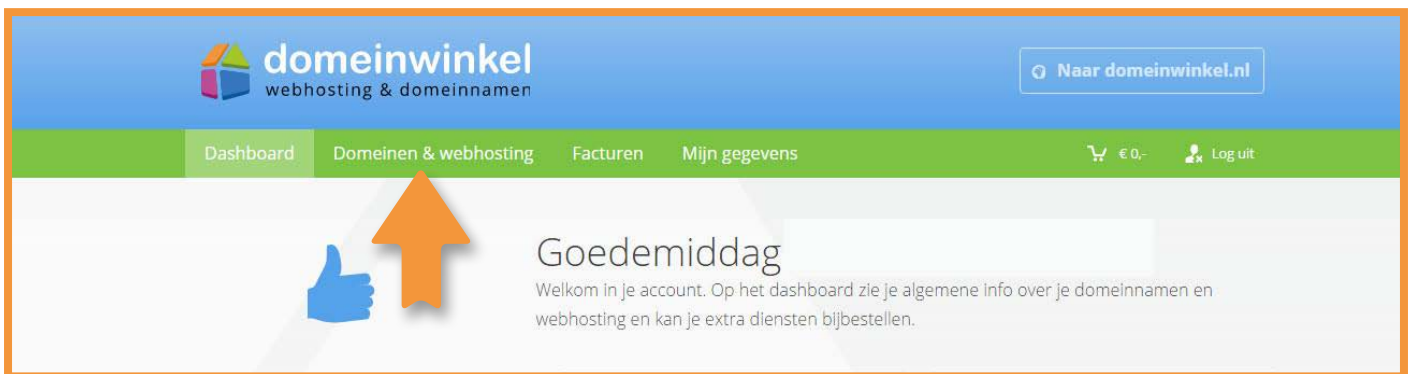 domeinwinkel
webhosting & domeinnamen
Naar domeinwinkel.nl
Dashboard Domeinen & webhosting Facturen Mijn gegevens € 0,- Log uit
Goedemiddag
Welkom in je account. Op het dashboard zie je algemene info over je domeinnamen en
webhosting en kan je extra diensten bijbestellen.